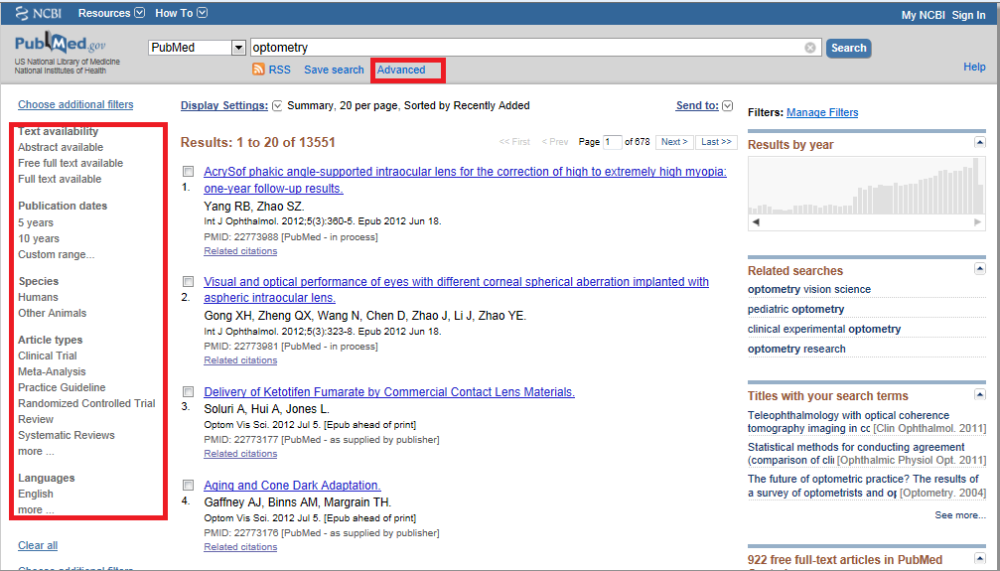 NCBI Resources How To
My NCBI Sign In
PubMed.gov
US National Library of Medicine
National Institutes of Health
PubMed
optometry
Search
RSS Save search Advanced
Help
Choose additional filters
Text availability
Abstract available
Free full text available
Full text available
Publication dates
5 years
10 years
Custom range...
Species
Humans
Other Animals
Article types
Clinical Trial
Meta-Analysis
Practice Guideline
Randomized Controlled Trial
Review
Systematic Reviews
more ...
Languages
English
more ...
Clear all
Display Settings: Summary, 20 per page, Sorted by Recently Added
Send to:
Results: 1 to 20 of 13551
<< First < Prev Page 1 of 678 Next > Last >>
AcrySof phakic angle-supported intraocular lens for the correction of high to extremely high myopia:
1. one-year follow-up results.
Yang RB, Zhao SZ.
Int J Ophthalmol. 2012;5(3):360-5. Epub 2012 Jun 18.
PMID: 22773988 [PubMed - in process]
Related citations
Visual and optical performance of eyes with different corneal spherical aberration implanted with
2. aspheric intraocular lens.
Gong XH, Zheng QX, Wang N, Chen D, Zhao J, Li J, Zhao YE.
Int J Ophthalmol. 2012;5(3):323-8. Epub 2012 Jun 18.
PMID: 22773981 [PubMed - in process]
Related citations
Delivery of Ketotifen Fumarate by Commercial Contact Lens Materials.
3. Soluri A, Hui A, Jones L.
Optom Vis Sci. 2012 Jul 5. [Epub ahead of print]
PMID: 22773177 [PubMed - as supplied by publisher]
Related citations
Aging and Cone Dark Adaptation.
4. Gaffney AJ, Binns AM, Margrain TH.
Optom Vis Sci. 2012 Jul 5. [Epub ahead of print]
PMID: 22773176 [PubMed - as supplied by publisher]
Related citations
Filters: Manage Filters
Results by year
Related searches
optometry vision science
pediatric optometry
clinical experimental optometry
optometry research
Titles with your search terms
Teleophthalmology with optical coherence
tomography imaging in cc [Clin Ophthalmol. 2011]
Statistical methods for conducting agreement
(comparison of cli [Ophthalmic Physiol Opt. 2011]
The future of optometric practice? The results of
a survey of optometrists and op [Optometry. 2004]
See more...
922 free full-text articles in PubMed